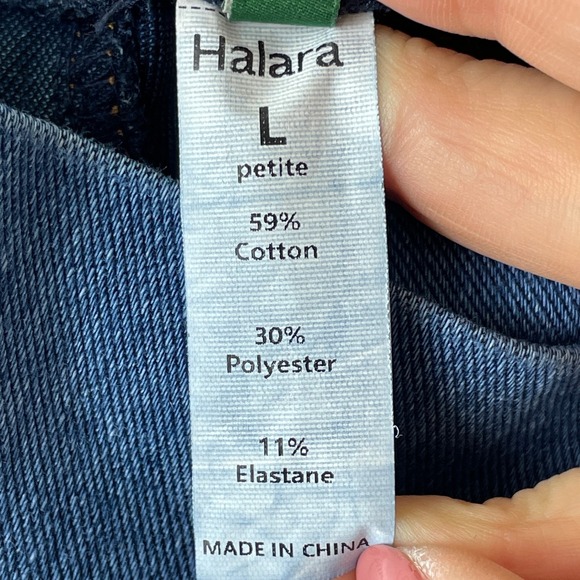 Halara
L
petite
59%
Cotton
30%
Polyester
11%
Elastane
MADE IN CHINA